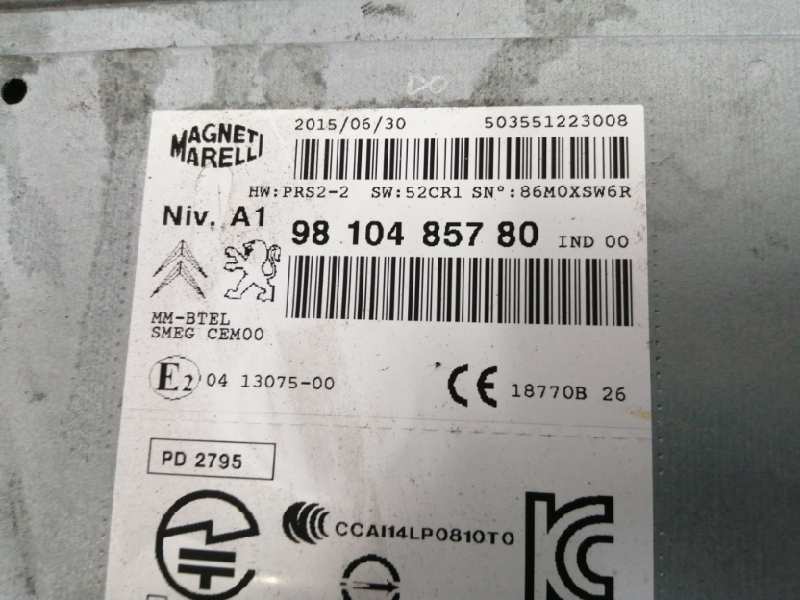 MAGNETI MARELLI
2015/06/30 503551223008
HW:PRS2-2 SW:52CR1 SN°:86M0XSW6R
Niv. A1 98 104 857 80 IND 00
MM-BTEL
SMEG CEM00
E2 04 13075-00 CE 18770B 26
PD 2795
CCAI14LP0810T0